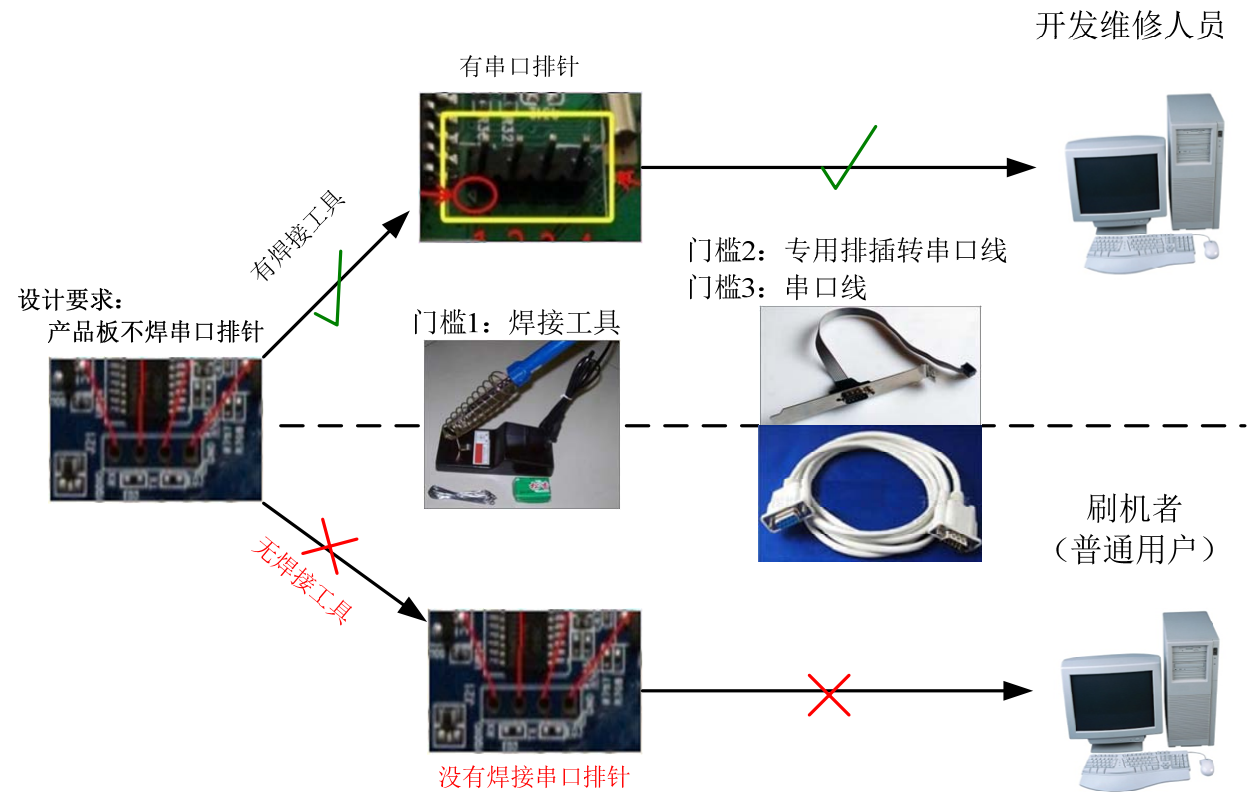 开发维修人员
有串口排针
有焊接工具
设计要求：
产品板不焊串口排针
门槛2：专用排插转串口线
门槛3：串口线
门槛1：焊接工具
J21
刷机者
（普通用户）
无焊接工具
J21
没有焊接串口排针